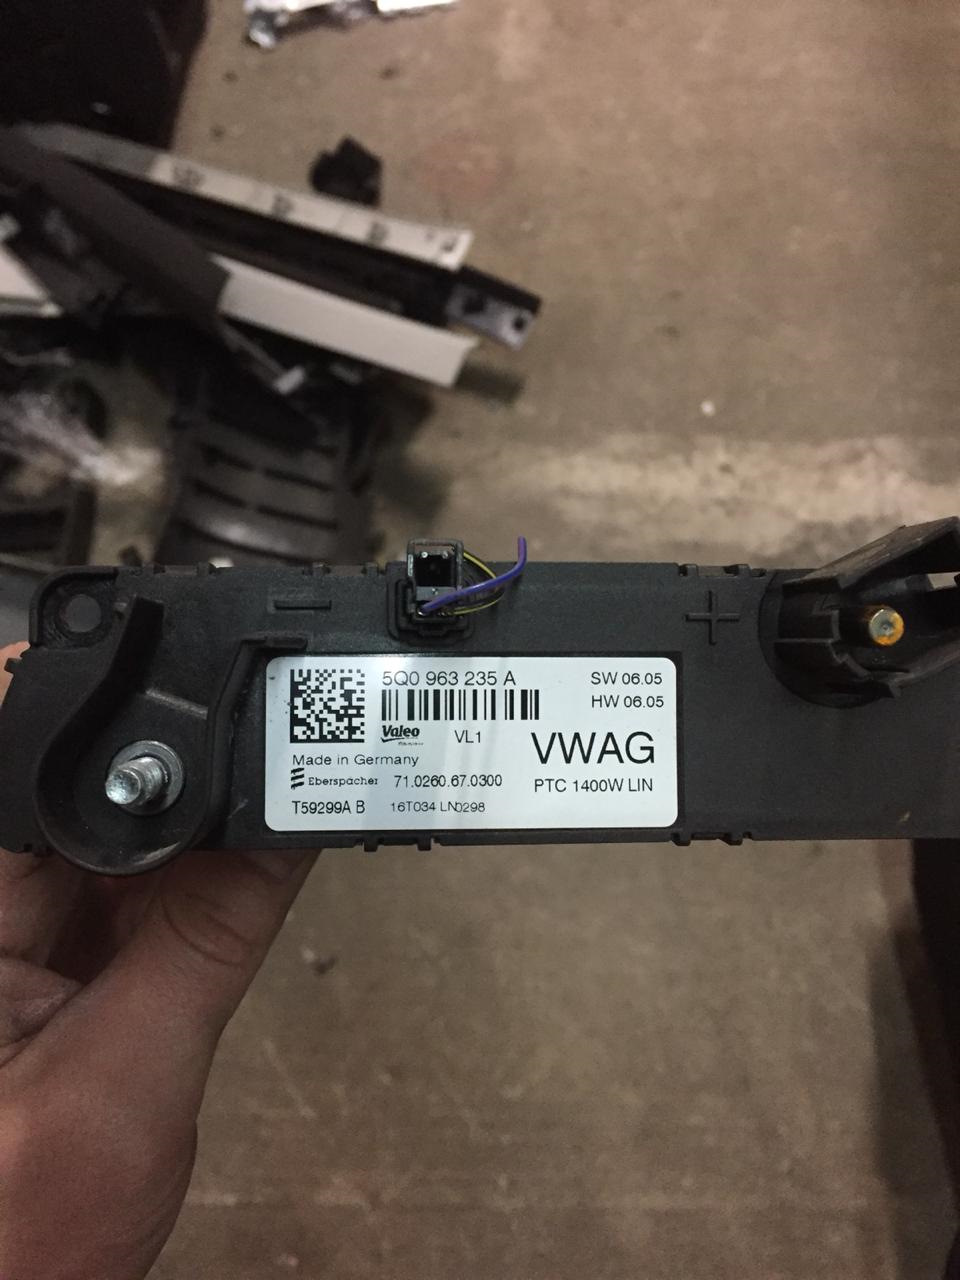 5Q0 963 235 A
SW 06.05
HW 06.05
Valeo
VL1
VWAG
Made in Germany
Eberspächer 71.0260.67.0300
PTC 1400W LIN
T59299A B 16T034 LN0298